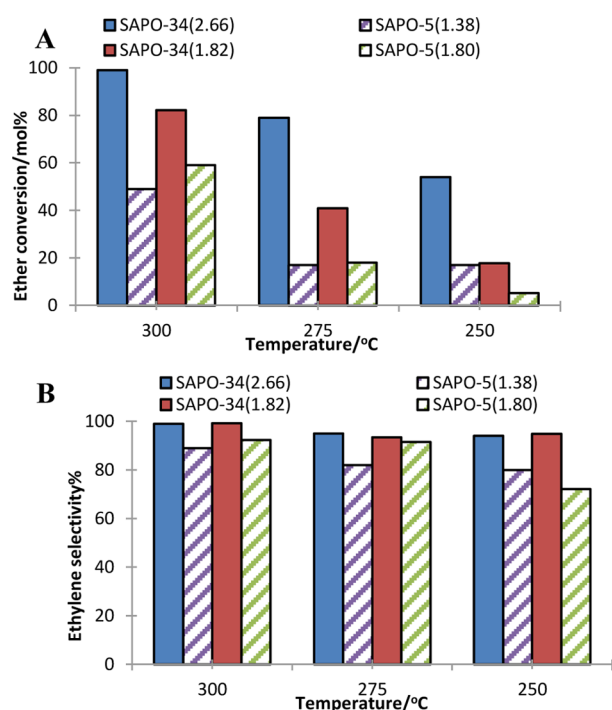 A
SAPO-34(2.66) SAPO-5(1.38)
SAPO-34(1.82) SAPO-5(1.80)
100
80
60
40
20
0
Ether conversion/mol%
300 275 250
Temperature/°C
B
SAPO-34(2.66) SAPO-5(1.38)
SAPO-34(1.82) SAPO-5(1.80)
100
80
60
40
20
0
Ethylene selectivity%
300 275 250
Temperature/°C